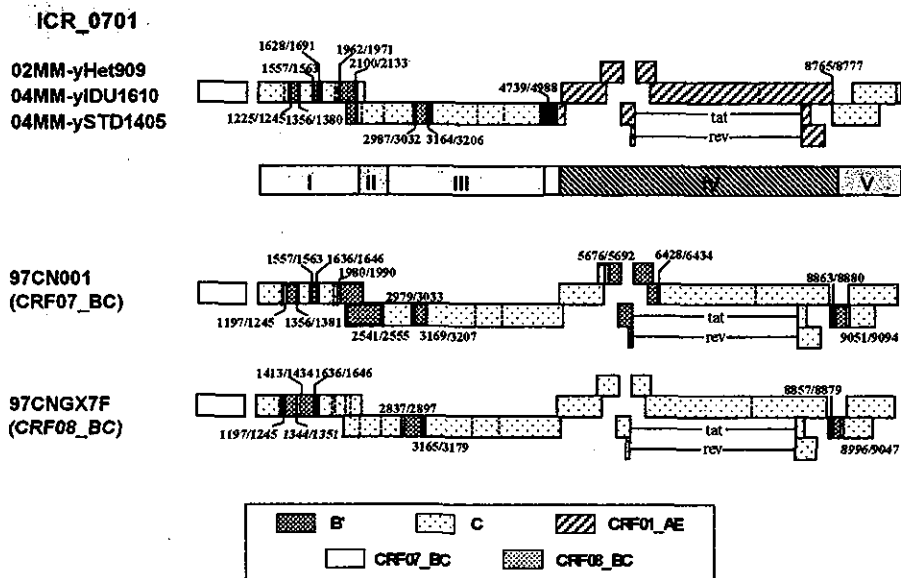 ICR_0701
02MM-yHet909
04MM-yIDU1610
04MM-ySTD1405
1628/1691
1962/1971
1557/1563
2100/2133
8765/8777
4739/4988
1225/1245
1356/1380
2987/3032
3164/3206
tat
rev
I
II
III
IV
V
97CN001
(CRF07_BC)
1557/1563
1636/1646
1980/1990
5676/5692
6428/6434
8863/8880
2979/3033
1197/1245
1356/1381
2541/2555
3169/3207
tat
rev
9051/9094
97CNGX7F
(CRF08_BC)
1413/1434
1636/1646
2837/2897
8857/8879
1197/1245
1344/1351
3165/3179
tat
rev
8996/9047
B'
C
CRF01_AE
CRF07_BC
CRF08_BC